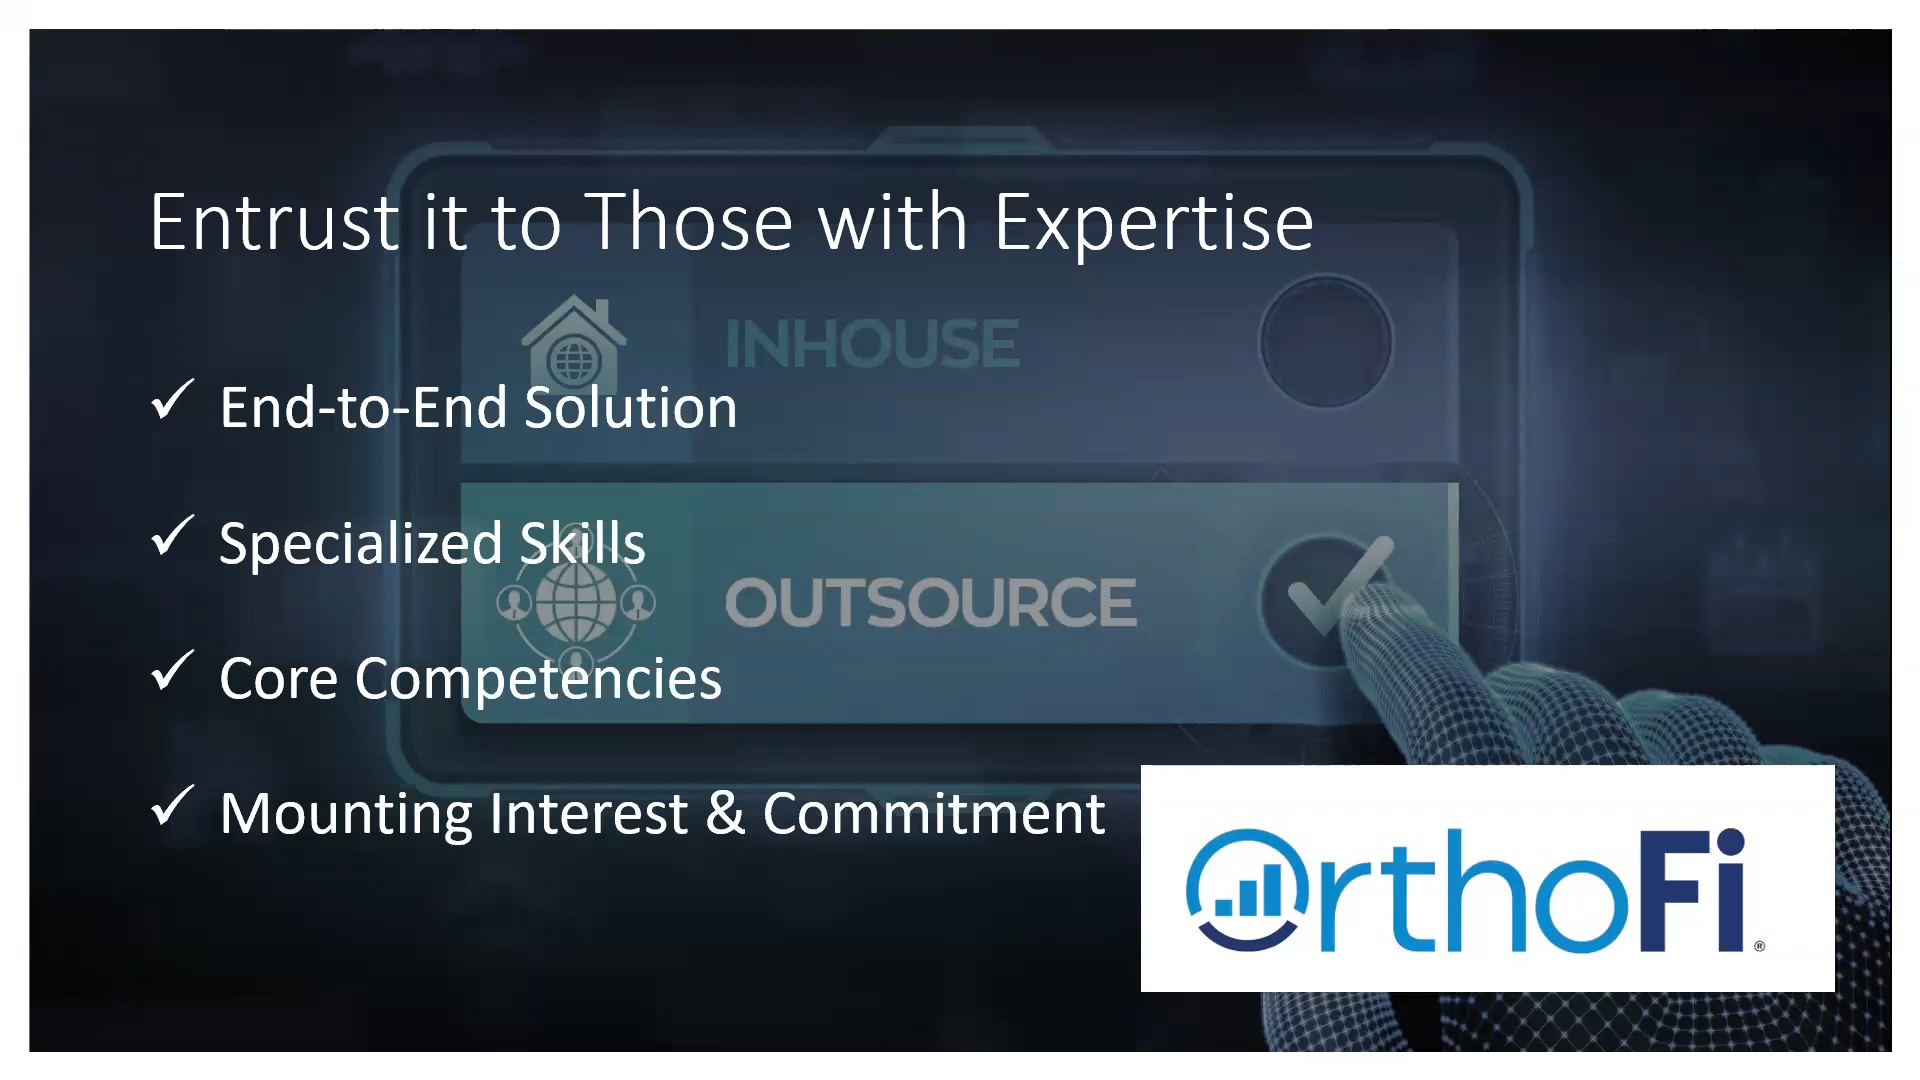 Entrust it to Those with Expertise
INHOUSE
✓ End-to-End Solution
✓ Specialized Skills
OUTSOURCE
✓ Core Competencies
✓ Mounting Interest & Commitment
OrthoFi®